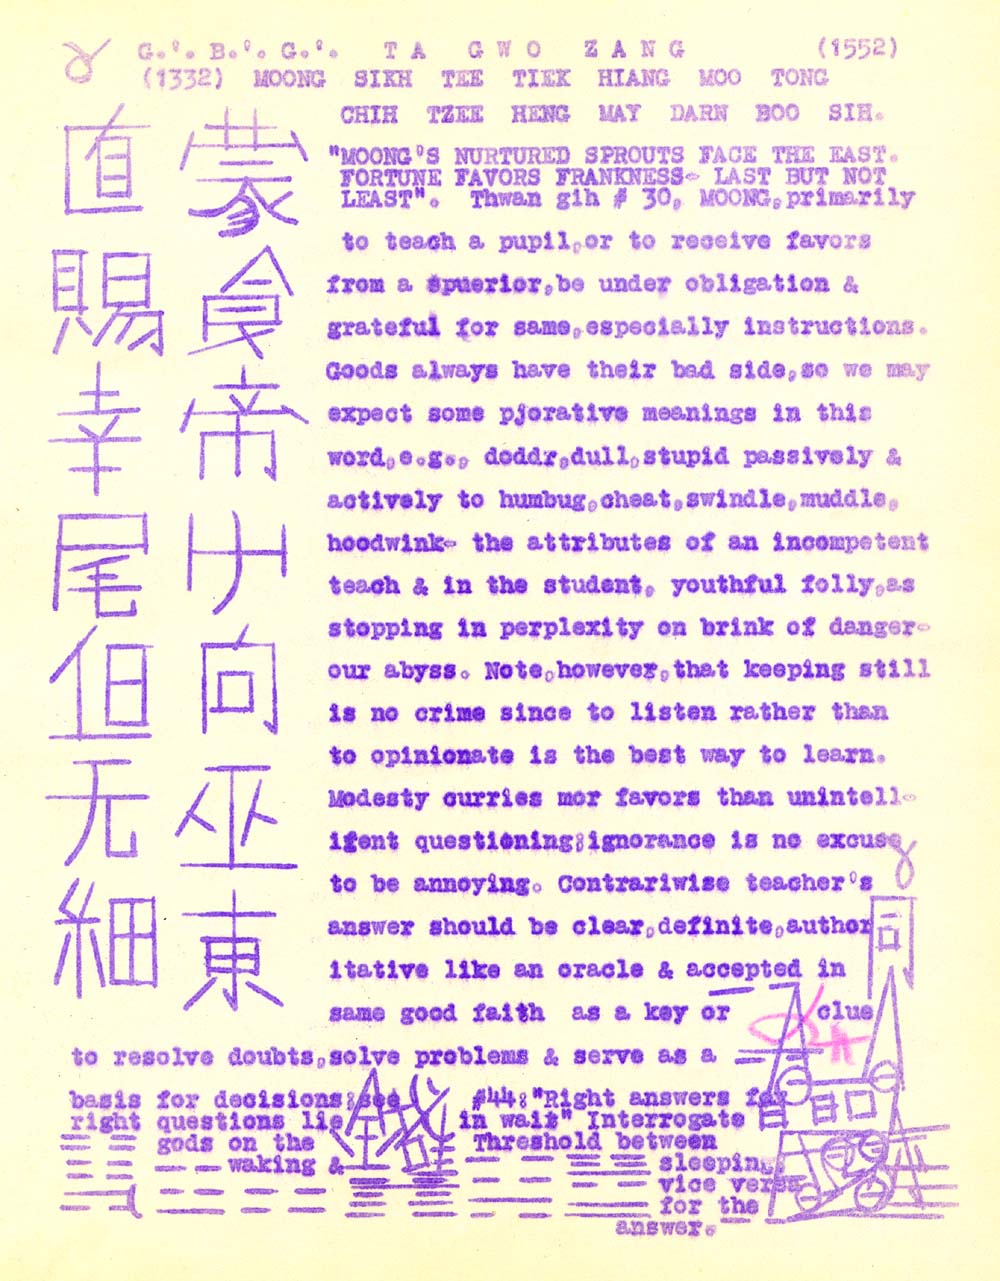 G.'. B.'. G.'. TA GWO ZANG (1552)
(1332) MOONG SIKH TEE TIEK HIANG MOO TONG
CHIH TZEE HENG MAY DARN BOO SIH.
"MOONG'S NURTURED SPROUTS FACE THE EAST.
FORTUNE FAVORS FRANKNESS- LAST BUT NOT
LEAST". Thwan gih # 30, MOONG,primarily
to teach a pupil,or to receive favors
from a spuerior,be under obligation &
grateful for same,especially instructions.
Goods always have their bad side,so we may
expect some pjorative meanings in this
word,e.g., doddr,dull,stupid passively &
actively to humbug,cheat,swindle,muddle,
hoodwink- the attributes of an incompetent
teach & in the student, youthful folly,as
stopping in perplexity on brink of danger-
our abyss. Note,however,that keeping still
is no crime since to listen rather than
to opinionate is the best way to learn.
Modesty curries mor favors than unintell-
igent questioning;ignorance is no excuse
to be annoying. Contrariwise teacher's
answer should be clear,definite,author
itative like an oracle & accepted in
same good faith as a key or clue
to resolve doubts,solve problems & serve as a
basis for decisions;see #44:"Right answers for
right questions lie in wait" Interrogate
gods on the Threshold between
waking & sleeping,
vice versa
for the
answer.
蒙
食
帝
向
巫
東
直
賜
幸
尾
但
无
細